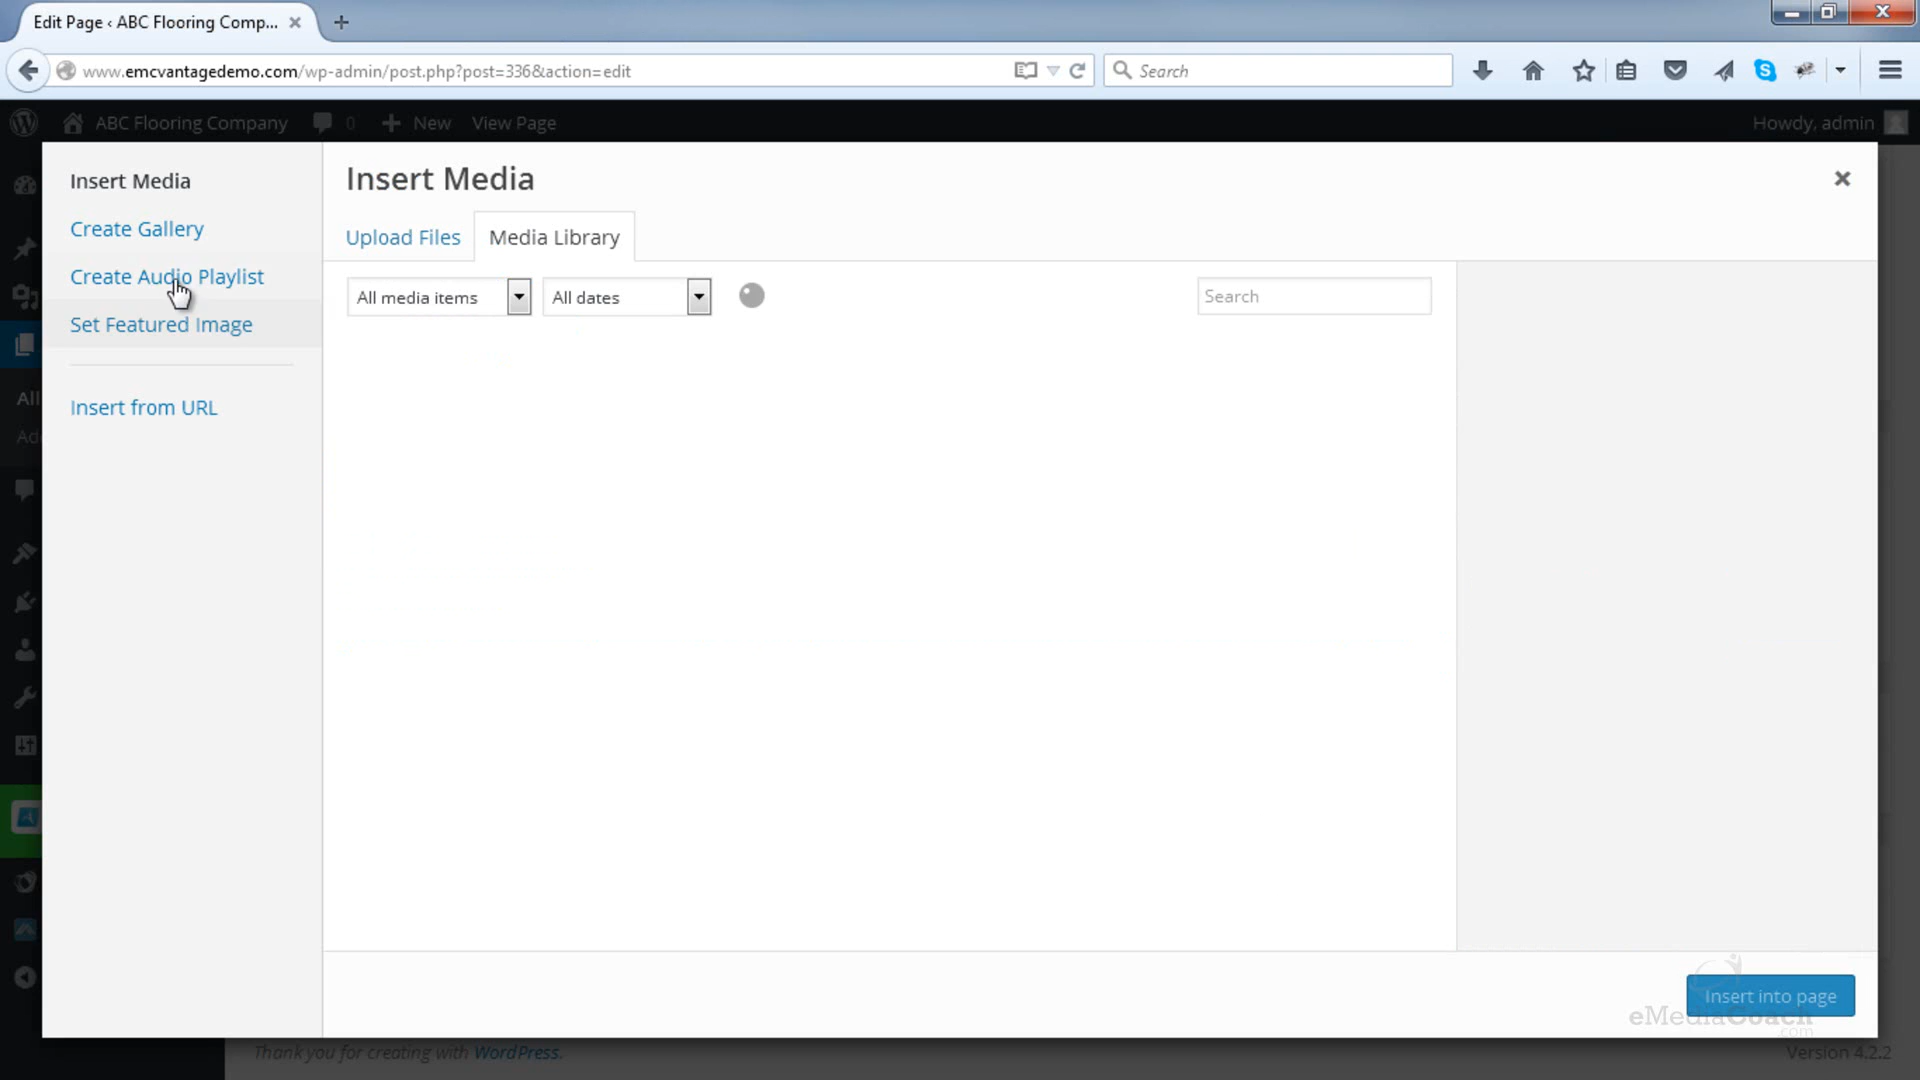 Edit Page ‹ ABC Flooring Comp...
www.emcvantagedemo.com/wp-admin/post.php?post=336&action=edit
Search
ABC Flooring Company
0
New
View Page
Howdy, admin
Insert Media
Create Gallery
Create Audio Playlist
Set Featured Image
Insert from URL
Insert Media
Upload Files
Media Library
All media items
All dates
Search
All
Ad
Insert into page
eMediaCoach
.com
Thank you for creating with WordPress.
Version 4.2.2